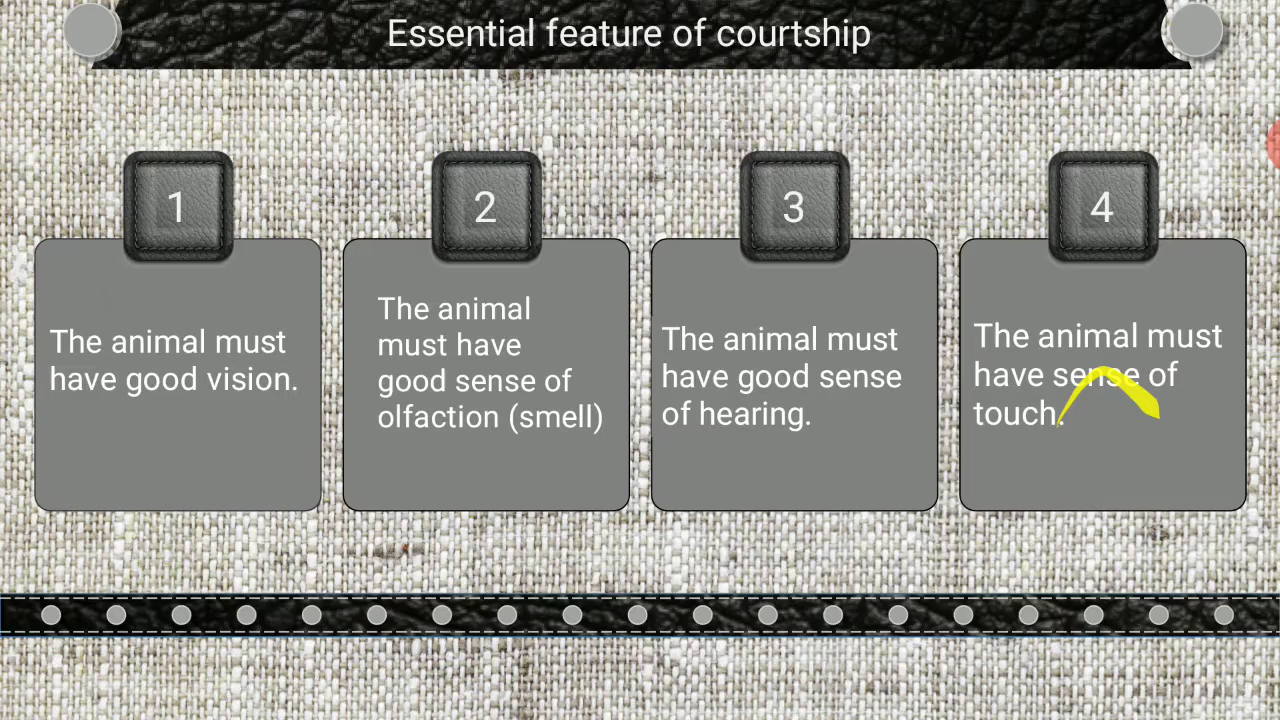 Essential feature of courtship
1
2
3
4
The animal must
have good vision.
The animal
must have
good sense of
olfaction (smell)
The animal must
have good sense
of hearing.
The animal must
have sense of
touch.